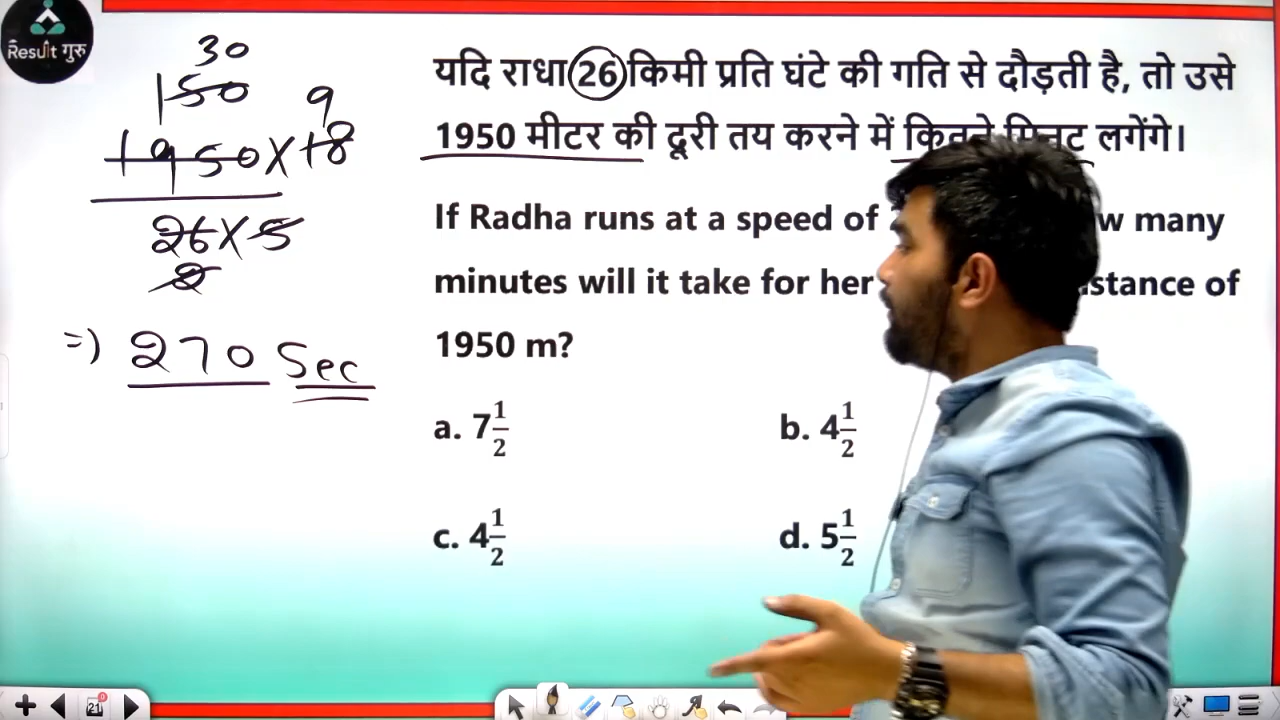 Result गुरु
यदि राधा 26 किमी प्रति घंटे की गति से दौड़ती है, तो उसे
1950 मीटर की दूरी तय करने में कितने मिनट लगेंगे।
If Radha runs at a speed of many
minutes will it take for her of
1950 m?
a. 7 1/2
b. 4 1/2
c. 4 1/2
d. 5 1/2
30
150 9
1950 X 18
26 X 5
2
=) 270 Sec
21